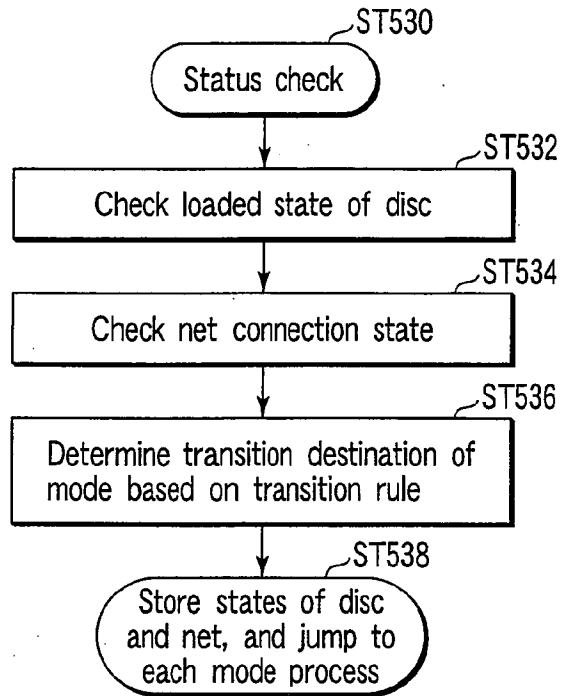 ST530
Status check
ST532
Check loaded state of disc
ST534
Check net connection state
ST536
Determine transition destination of
mode based on transition rule
ST538
Store states of disc
and net, and jump to
each mode process